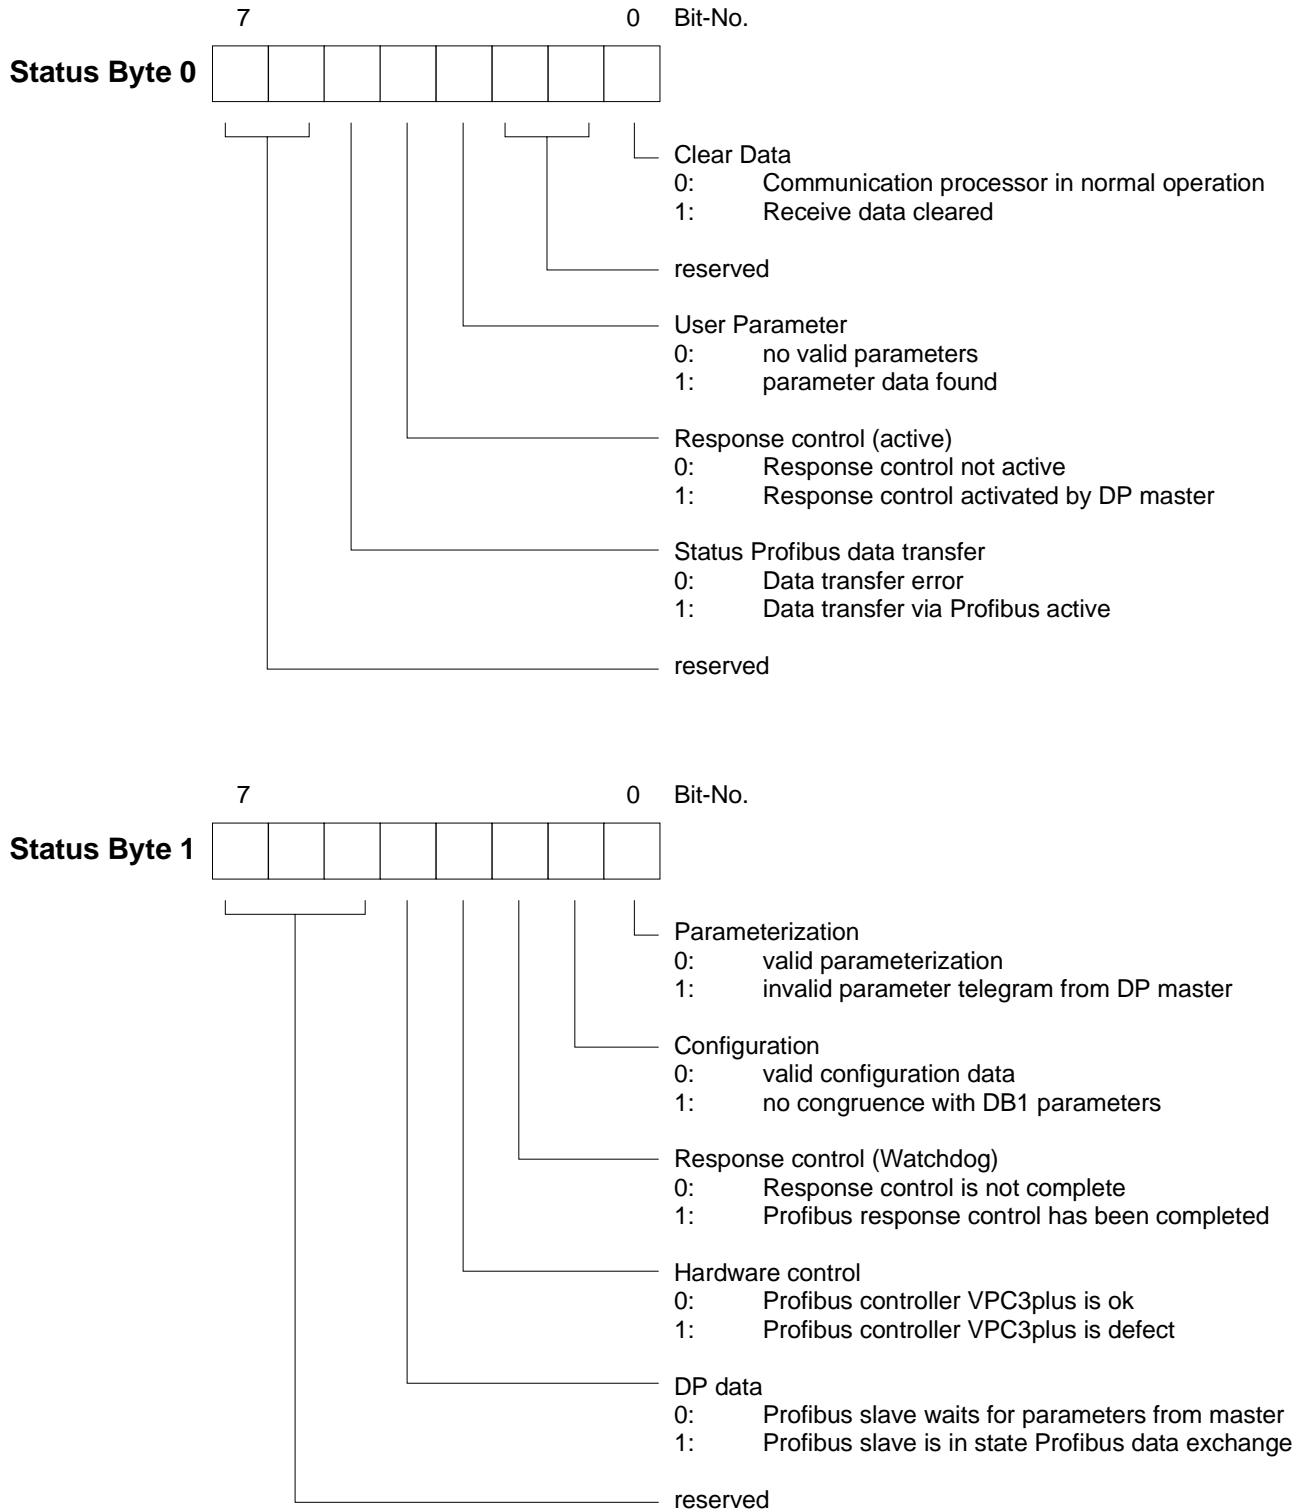 7 0 Bit-No.
Status Byte 0
Clear Data
0: Communication processor in normal operation
1: Receive data cleared
reserved
User Parameter
0: no valid parameters
1: parameter data found
Response control (active)
0: Response control not active
1: Response control activated by DP master
Status Profibus data transfer
0: Data transfer error
1: Data transfer via Profibus active
reserved
7 0 Bit-No.
Status Byte 1
Parameterization
0: valid parameterization
1: invalid parameter telegram from DP master
Configuration
0: valid configuration data
1: no congruence with DB1 parameters
Response control (Watchdog)
0: Response control is not complete
1: Profibus response control has been completed
Hardware control
0: Profibus controller VPC3plus is ok
1: Profibus controller VPC3plus is defect
DP data
0: Profibus slave waits for parameters from master
1: Profibus slave is in state Profibus data exchange
reserved